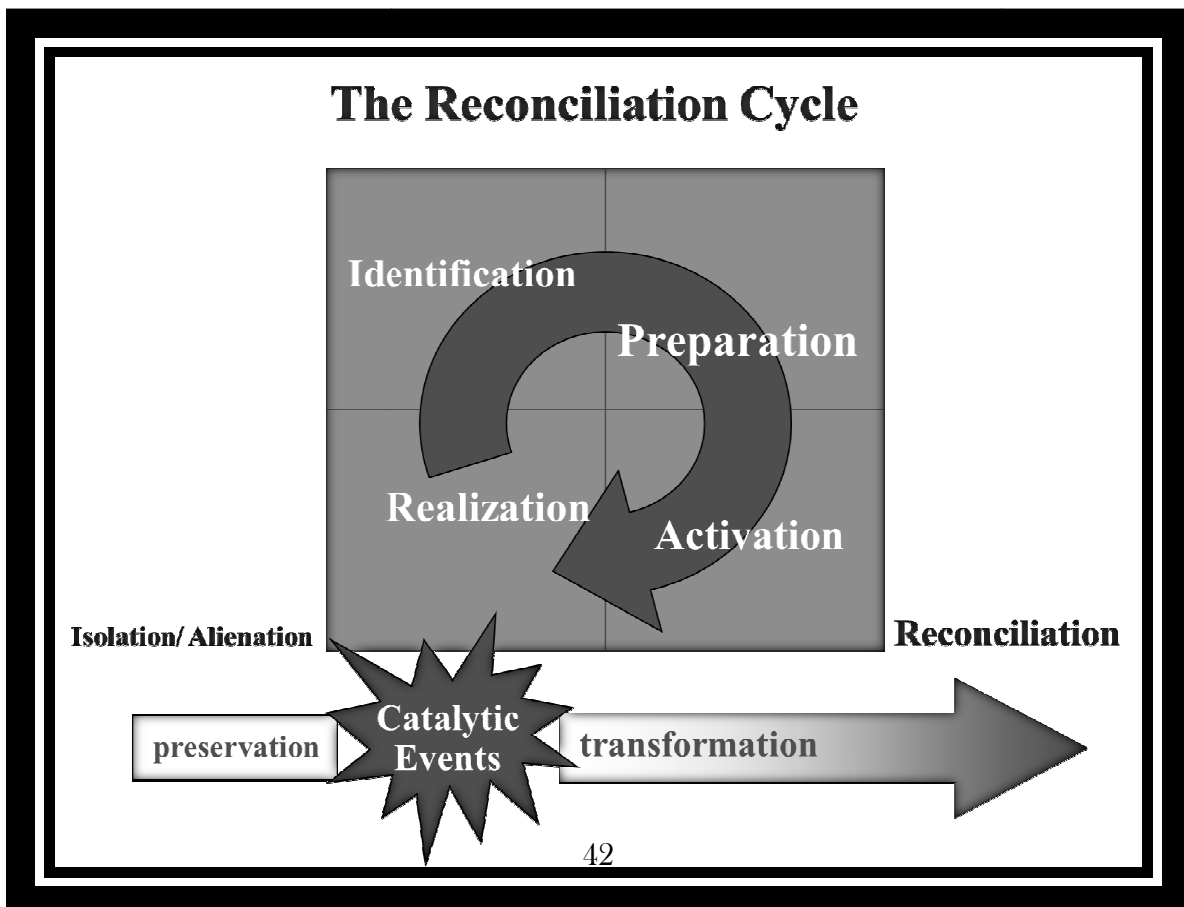 The Reconciliation Cycle
Identification
Preparation
Realization
Activation
Isolation/ Alienation
Reconciliation
Catalytic
Events
preservation
transformation
42